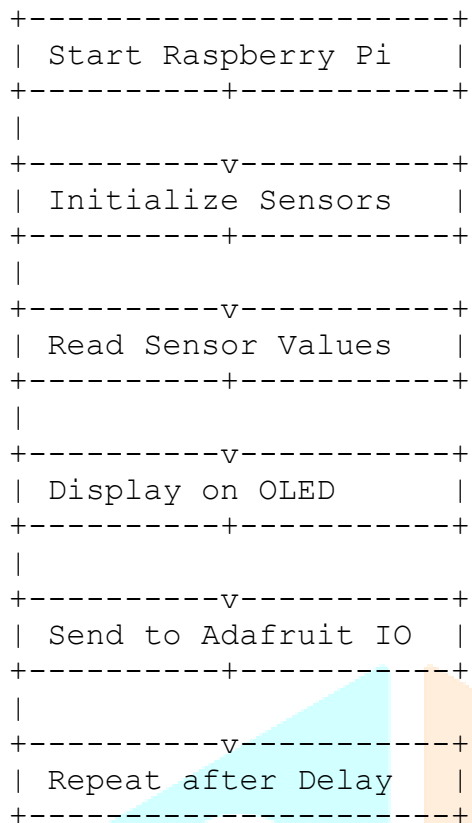 +----------------------+
| Start Raspberry Pi   |
+----------+-----------+
|
+----------v-----------+
| Initialize Sensors   |
+----------+-----------+
|
+----------v-----------+
| Read Sensor Values   |
+----------+-----------+
|
+----------v-----------+
| Display on OLED      |
+----------+-----------+
|
+----------v-----------+
| Send to Adafruit IO  |
+----------+-----------+
|
+----------v-----------+
| Repeat after Delay   |
+----------------------+